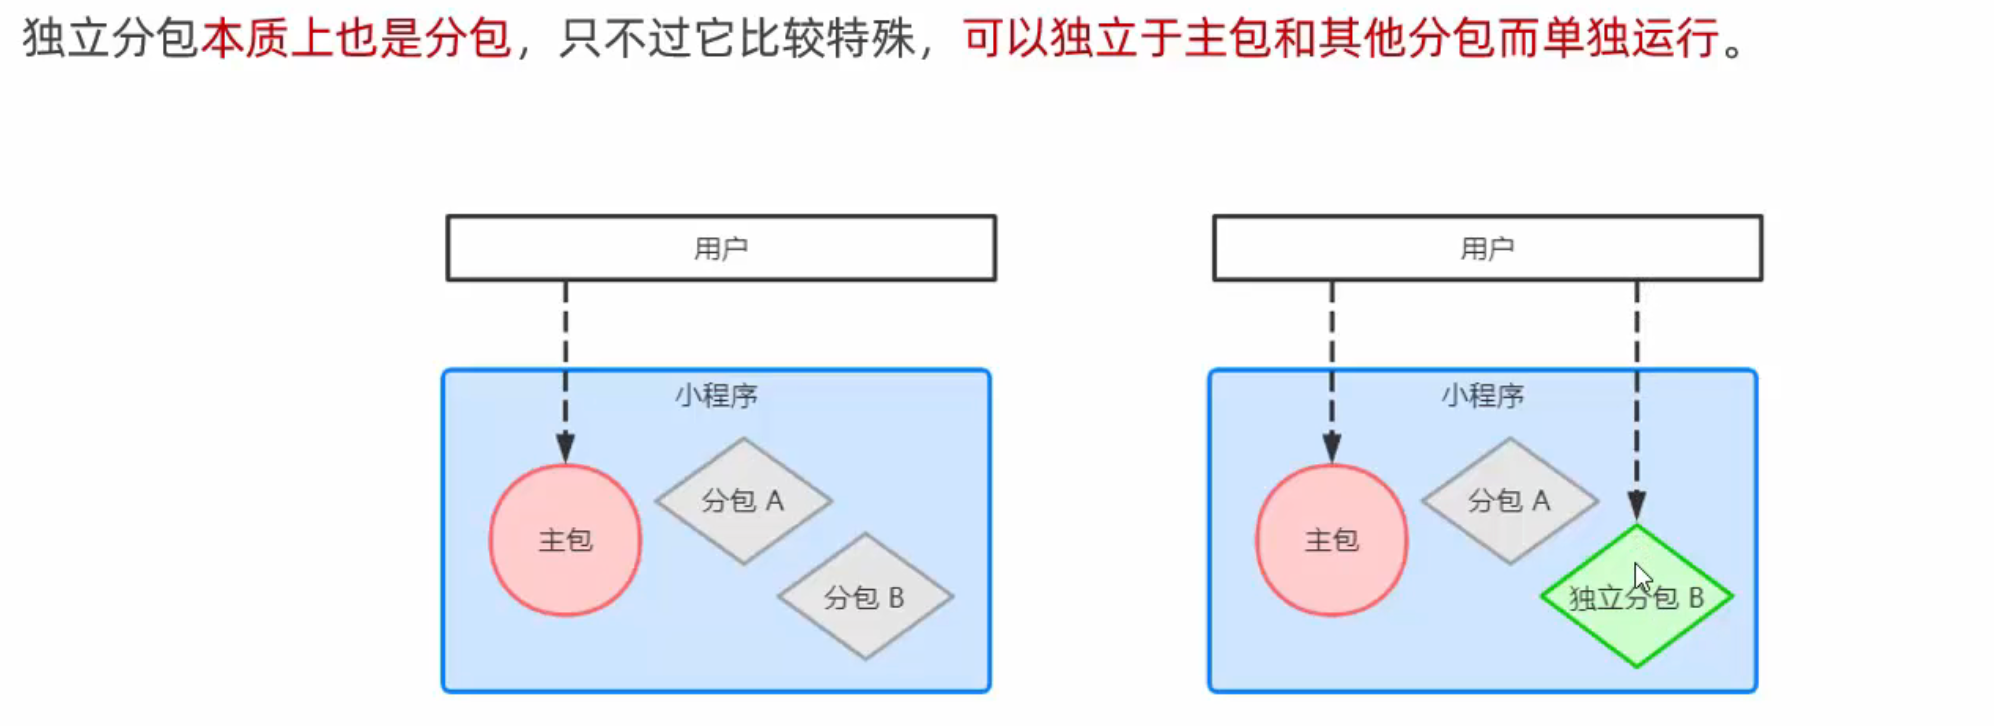 独立分包本质上也是分包，只不过它比较特殊，可以独立于主包和其他分包而单独运行。
用户
小程序
分包 A
主包
分包 B
用户
小程序
分包 A
主包
独立分包 B